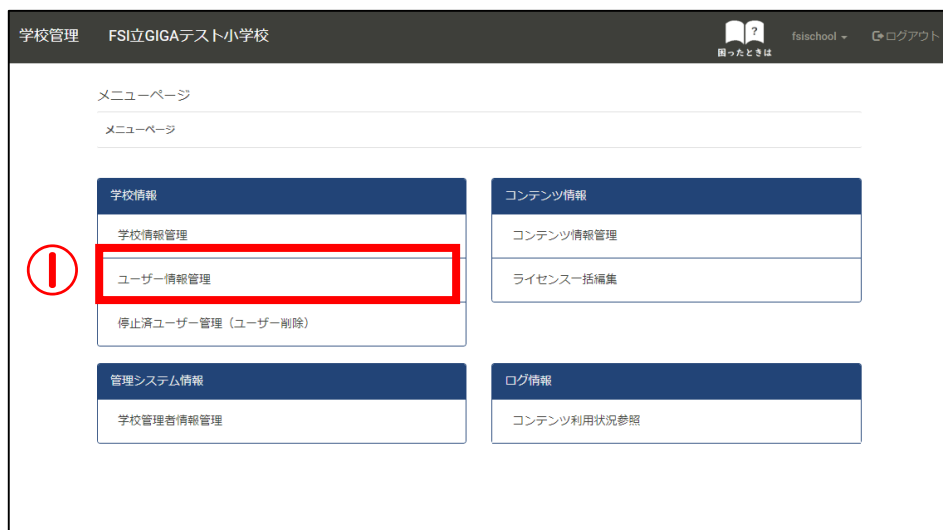 学校管理 FSI立GIGAテスト小学校 ? 困ったときは fsischool ログアウト
メニューページ
メニューページ
学校情報
学校情報管理
①
ユーザー情報管理
停止済ユーザー管理（ユーザー削除）
コンテンツ情報
コンテンツ情報管理
ライセンス一括編集
管理システム情報
学校管理者情報管理
ログ情報
コンテンツ利用状況参照